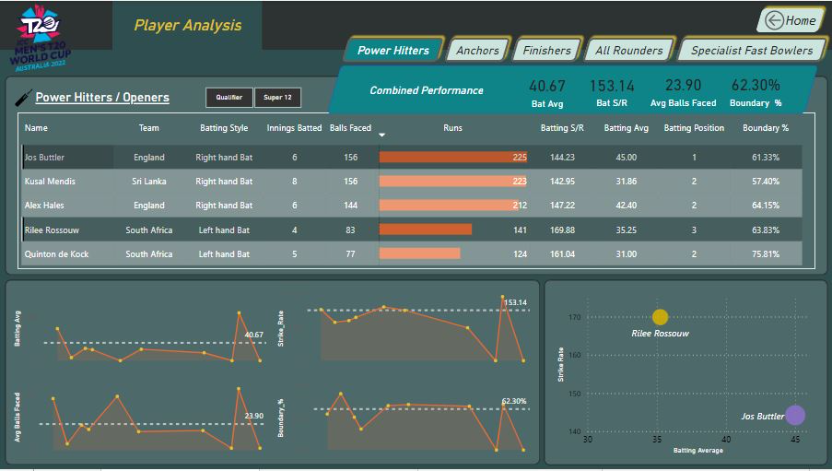 T20
MEN'S T20
WORLD CUP
AUSTRALIA 2022
Player Analysis
Home
Power Hitters Anchors Finishers All Rounders Specialist Fast Bowlers
Power Hitters / Openers
Qualifier Super 12
Combined Performance
40.67 153.14 23.90 62.30%
Bat Avg Bat S/R Avg Balls Faced Boundary %
Name Team Batting Style Innings Batted Balls Faced Runs Batting S/R Batting Avg Batting Position Boundary %
Jos Buttler England Right hand Bat 6 156 225 144.23 45.00 1 61.33%
Kusal Mendis Sri Lanka Right hand Bat 8 156 223 142.95 31.86 2 57.40%
Alex Hales England Right hand Bat 6 144 212 147.22 42.40 2 64.15%
Rilee Rossouw South Africa Left hand Bat 4 83 141 169.88 35.25 3 63.83%
Quinton de Kock South Africa Left hand Bat 5 77 124 161.04 31.00 2 75.81%
Batting Avg
40.67
Strike_Rate
153.14
Avg Balls Faced
23.90
Boundary_%
62.30%
Strike Rate
170
160
150
140
Rilee Rossouw
Jos Buttler
30 35 40 45
Batting Average